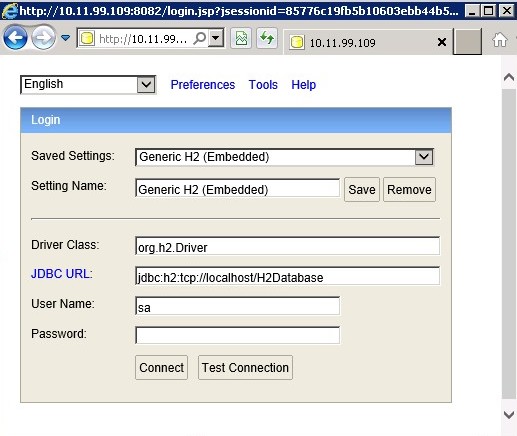 http://10.11.99.109:8082/login.jsp?jsessionid=85776c19fb5b10603ebb44b5...
http://10.11.99... 10.11.99.109
English Preferences Tools Help
Login
Saved Settings: Generic H2 (Embedded)
Setting Name: Generic H2 (Embedded) Save Remove
Driver Class: org.h2.Driver
JDBC URL: jdbc:h2:tcp://localhost/H2Database
User Name: sa
Password:
Connect Test Connection